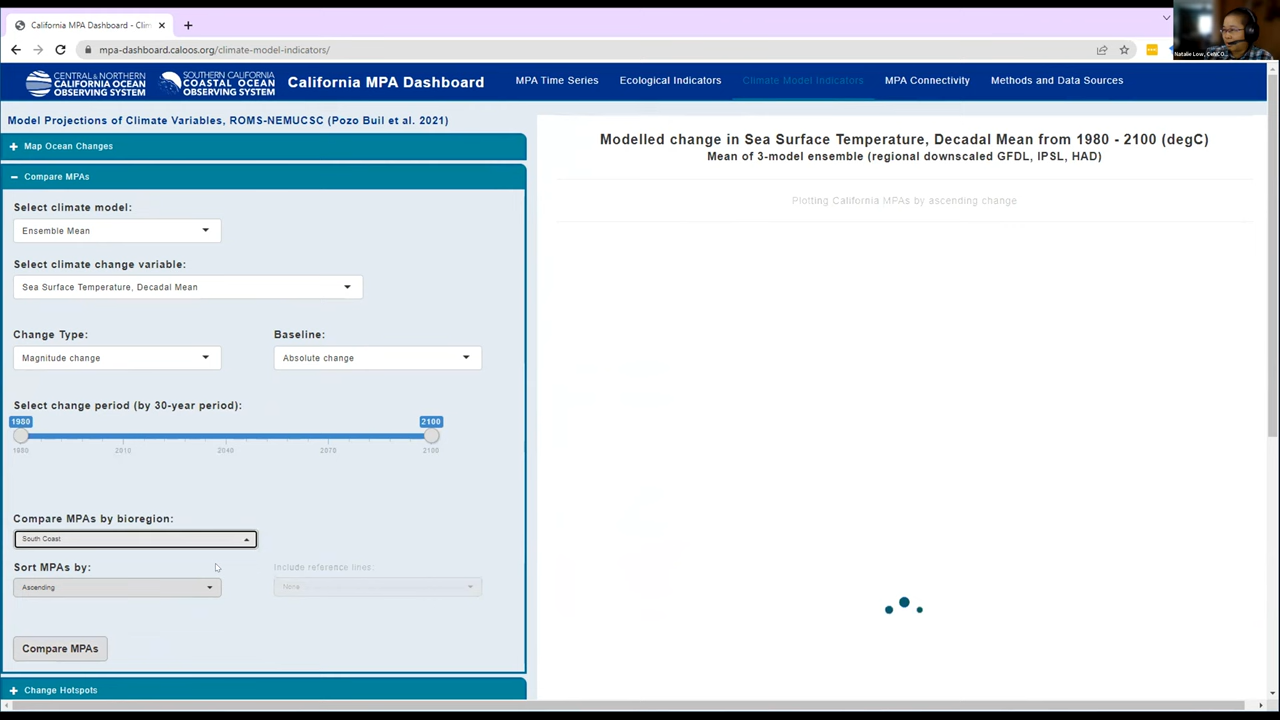 California MPA Dashboard - Clim
mpa-dashboard.caloos.org/climate-model-indicators/
CENTRAL & NORTHERN
CALIFORNIA OCEAN
OBSERVING SYSTEM
SOUTHERN CALIFORNIA
COASTAL OCEAN
OBSERVING SYSTEM
California MPA Dashboard
MPA Time Series
Ecological Indicators
Climate Model Indicators
MPA Connectivity
Methods and Data Sources
Model Projections of Climate Variables, ROMS-NEMUCSC (Pozo Buil et al. 2021)
Map Ocean Changes
Compare MPAs
Select climate model:
Ensemble Mean
Select climate change variable:
Sea Surface Temperature, Decadal Mean
Change Type:
Baseline:
Magnitude change
Absolute change
Select change period (by 30-year period):
1980
2100
1980
2010
2040
2070
2100
Compare MPAs by bioregion:
South Coast
Sort MPAs by:
Include reference lines:
Ascending
None
Compare MPAs
Change Hotspots
Modelled change in Sea Surface Temperature, Decadal Mean from 1980 - 2100 (degC)
Mean of 3-model ensemble (regional downscaled GFDL, IPSL, HAD)
Plotting California MPAs by ascending change
Natalie Low,